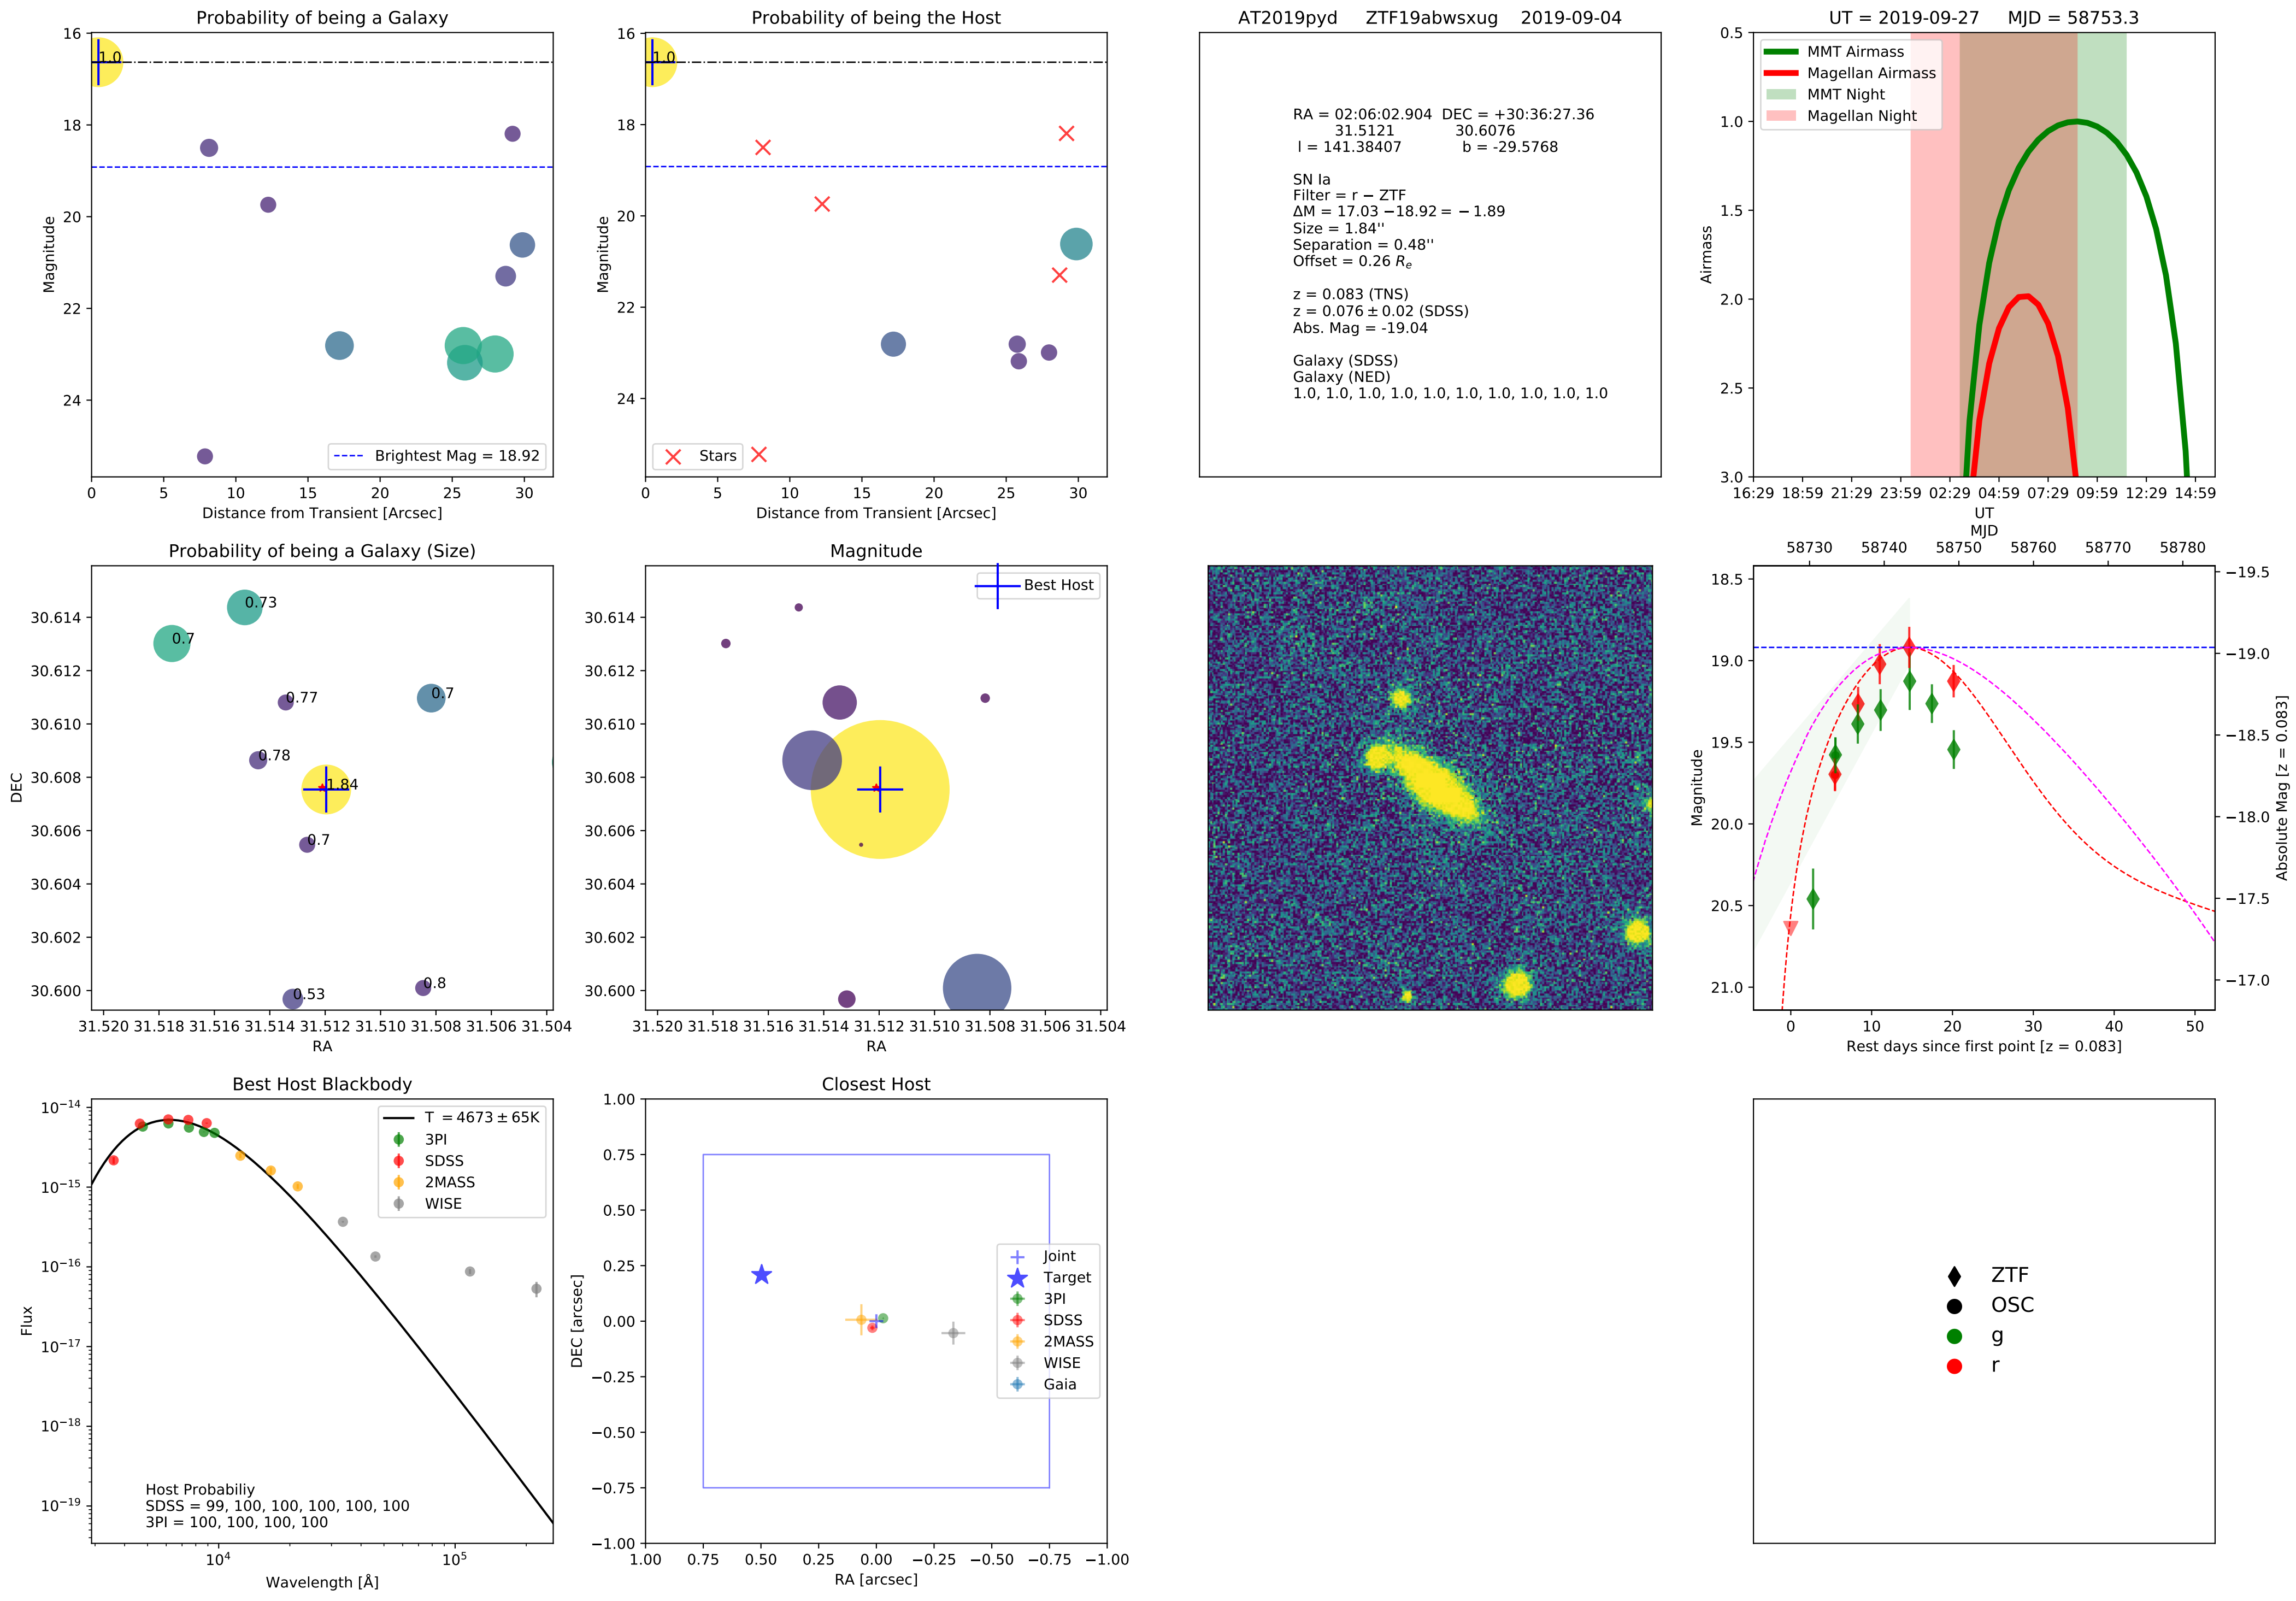 Probability of being a Galaxy
16
18
20
22
24
Magnitude
1.0
Brightest Mag = 18.92
0 5 10 15 20 25 30
Distance from Transient [Arcsec]
Probability of being the Host
16
18
20
22
24
Magnitude
1.0
Stars
0 5 10 15 20 25 30
Distance from Transient [Arcsec]
AT2019pyd ZTF19abwsxug 2019-09-04
RA = 02:06:02.904 DEC = +30:36:27.36
31.5121 30.6076
l = 141.38407 b = -29.5768
SN Ia
Filter = r − ZTF
ΔM = 17.03 −18.92 = −1.89
Size = 1.84''
Separation = 0.48''
Offset = 0.26 Re
z = 0.083 (TNS)
z = 0.076 ± 0.02 (SDSS)
Abs. Mag = -19.04
Galaxy (SDSS)
Galaxy (NED)
1.0, 1.0, 1.0, 1.0, 1.0, 1.0, 1.0, 1.0, 1.0, 1.0
UT = 2019-09-27 MJD = 58753.3
MMT Airmass
Magellan Airmass
MMT Night
Magellan Night
0.5
1.0
1.5
2.0
2.5
3.0
Airmass
16:29 18:59 21:29 23:59 02:29 04:59 07:29 09:59 12:29 14:59
UT
Probability of being a Galaxy (Size)
30.614
30.612
30.610
30.608
30.606
30.604
30.602
30.600
DEC
0.73
0.7
0.77
0.7
0.78
1.84
0.7
0.53
0.8
31.520 31.518 31.516 31.514 31.512 31.510 31.508 31.506 31.504
RA
Magnitude
Best Host
30.614
30.612
30.610
30.608
30.606
30.604
30.602
30.600
31.520 31.518 31.516 31.514 31.512 31.510 31.508 31.506 31.504
RA
MJD
58730 58740 58750 58760 58770 58780
18.5
19.0
19.5
20.0
20.5
21.0
Magnitude
−19.5
−19.0
−18.5
−18.0
−17.5
−17.0
Absolute Mag [z = 0.083]
0 10 20 30 40 50
Rest days since first point [z = 0.083]
Best Host Blackbody
T = 4673 ± 65K
3PI
SDSS
2MASS
WISE
10−14
10−15
10−16
10−17
10−18
10−19
Flux
Host Probabiliy
SDSS = 99, 100, 100, 100, 100, 100
3PI = 100, 100, 100, 100
104 105
Wavelength [Å]
Closest Host
1.00
0.75
0.50
0.25
0.00
−0.25
−0.50
−0.75
−1.00
DEC [arcsec]
Joint
Target
3PI
SDSS
2MASS
WISE
Gaia
1.00 0.75 0.50 0.25 0.00 −0.25 −0.50 −0.75 −1.00
RA [arcsec]
ZTF
OSC
g
r